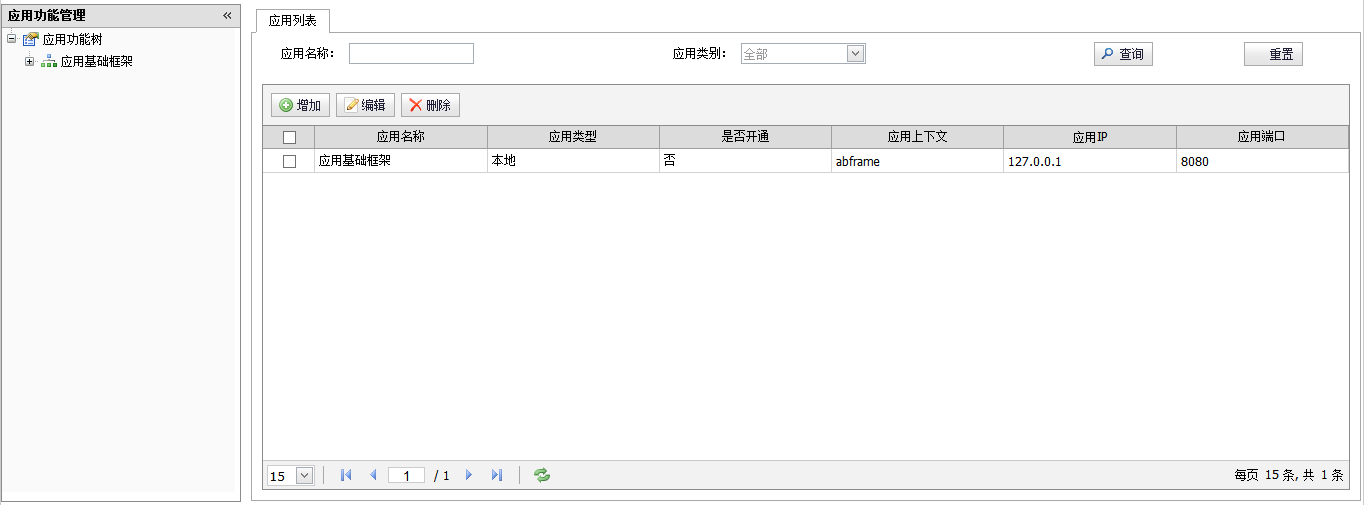 应用功能管理 «
应用功能树
应用基础框架
应用列表
应用名称： 应用类别： 全部 查询 重置
增加 编辑 删除
应用名称 应用类型 是否开通 应用上下文 应用IP 应用端口
应用基础框架 本地 否 abframe 127.0.0.1 8080
15 1 / 1 每页 15 条, 共 1 条